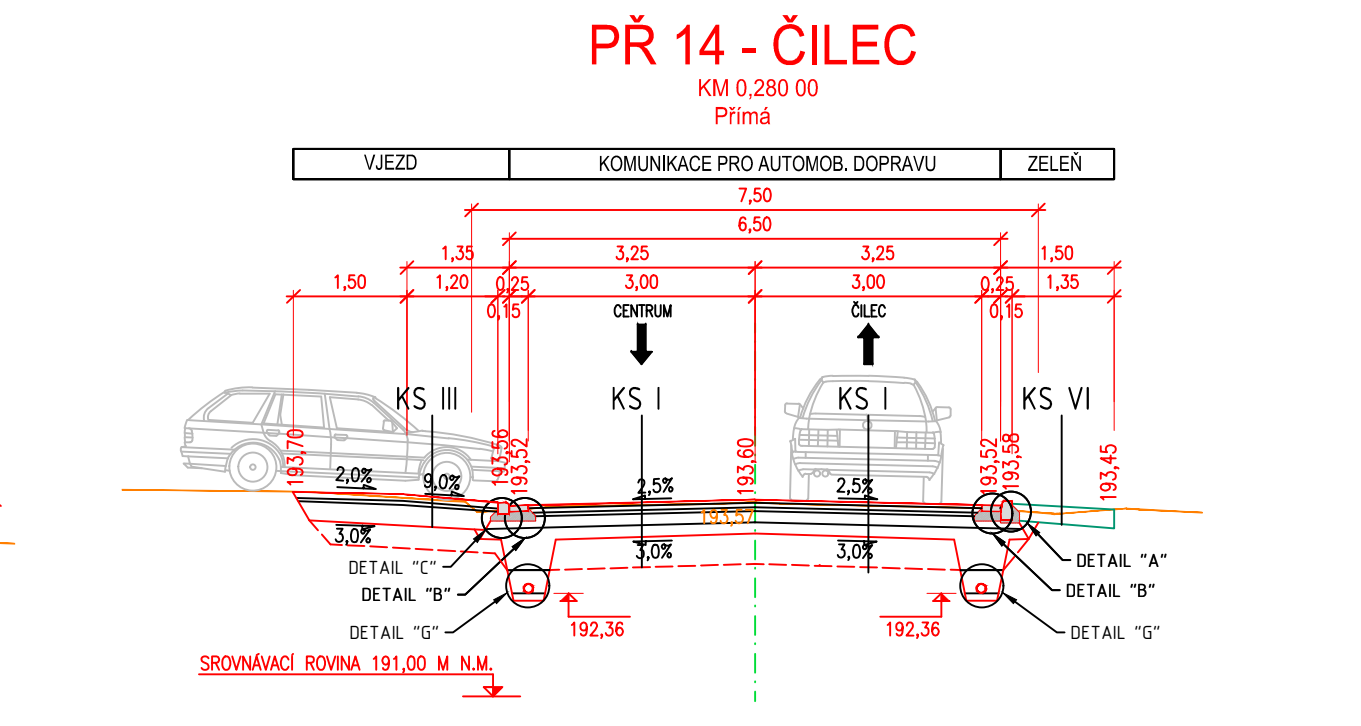 PŘ 14 - ČILEC
KM 0,280 00
Přímá
VJEZD
KOMUNIKACE PRO AUTOMOB. DOPRAVU
ZELEŇ
7,50
6,50
1,35
3,25
3,25
1,50
1,50
1,20
0,25
3,00
3,00
0,25
1,35
0,15
0,15
CENTRUM
ČILEC
KS III
KS I
KS I
KS VI
193,70
193,56
193,52
193,60
193,52
193,58
193,45
2,0%
9,0%
2,5%
2,5%
193,57
3,0%
3,0%
3,0%
DETAIL "C"
DETAIL "A"
DETAIL "B"
DETAIL "B"
192,36
192,36
DETAIL "G"
DETAIL "G"
SROVNÁVACÍ ROVINA 191,00 M N.M.